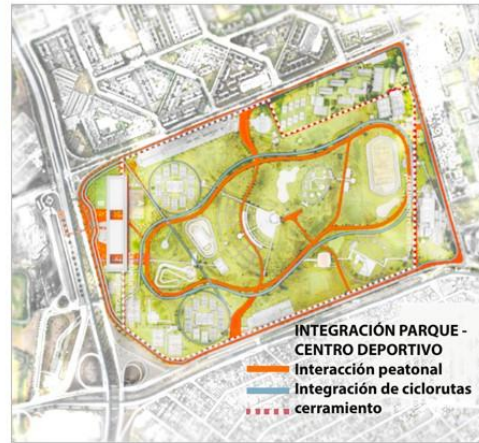 INTEGRACIÓN PARQUE -
CENTRO DEPORTIVO
Interacción peatonal
Integración de ciclorutas
cerramiento